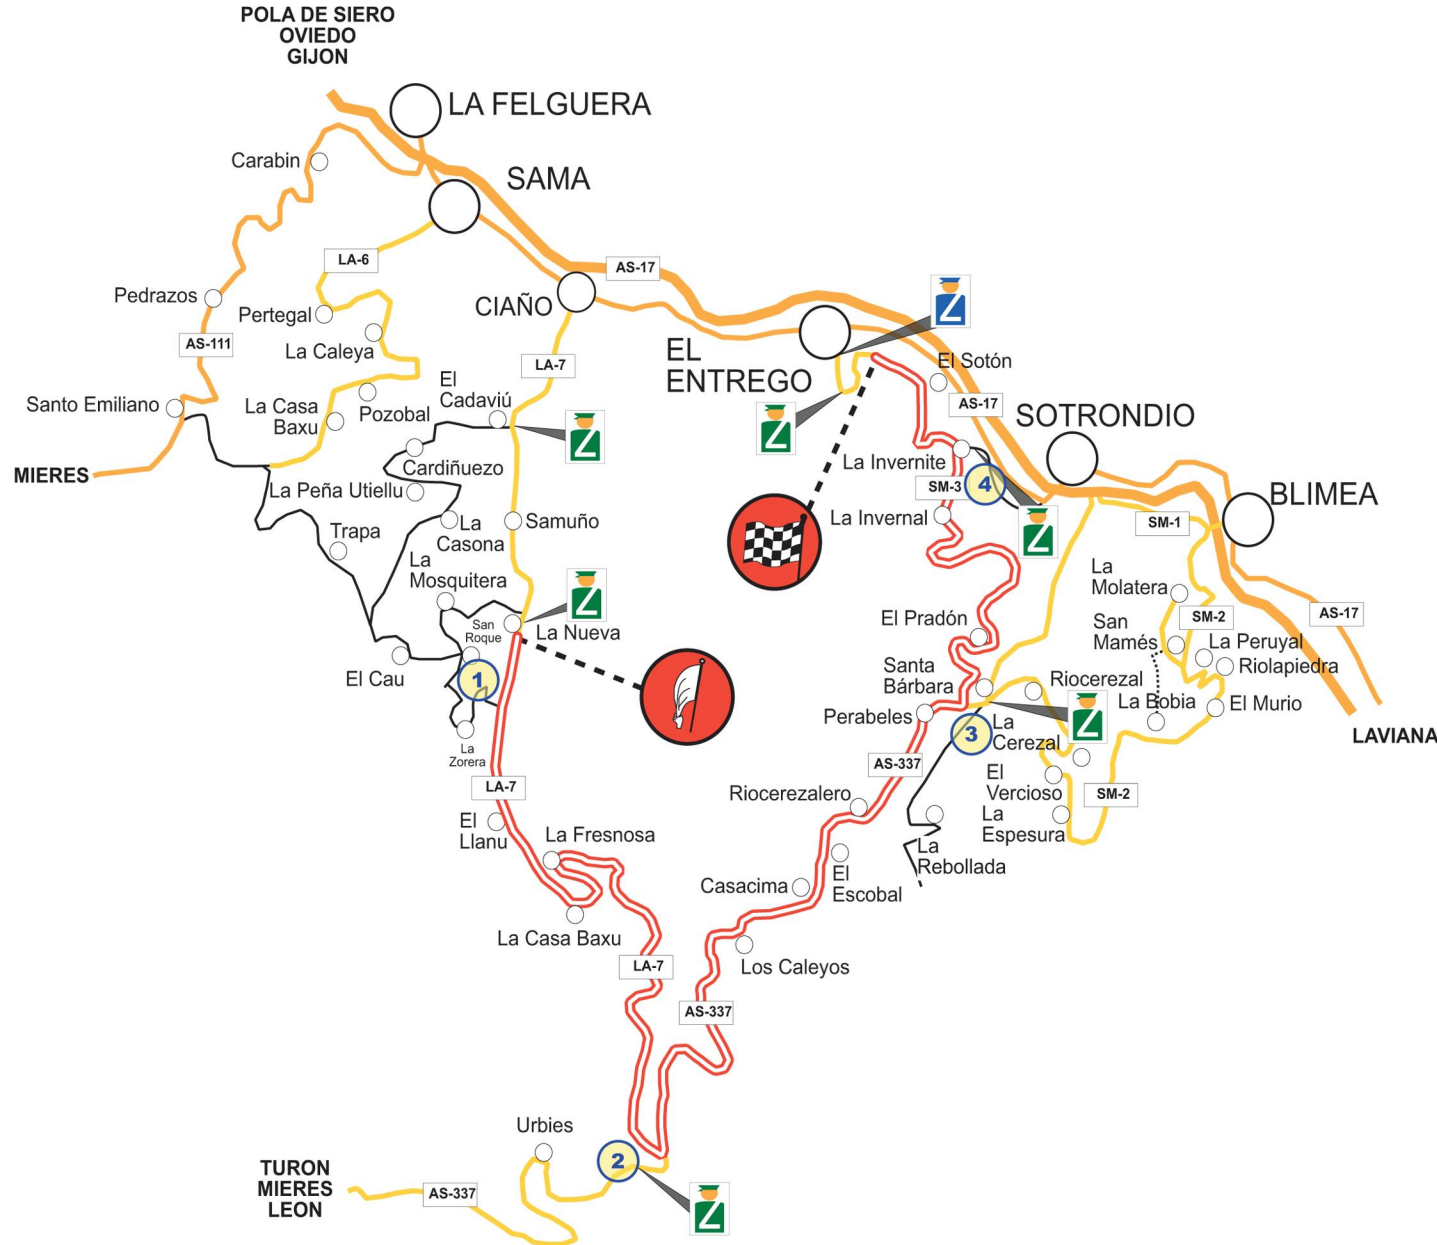 POLA DE SIERO
OVIEDO
GIJON
LA FELGUERA
Carabin
SAMA
LA-6
AS-17
Pedrazos
CIAÑO
Pertegal
AS-111
La Caleya
EL
ENTREGO
LA-7
El Sotón
El
Cadaviú
Santo Emiliano
La Casa
Baxu
Pozobal
AS-17
SOTRONDIO
Z
Z
Z
MIERES
Cardiñuezo
La Invernite
La Peña Utiellu
SM-3
4
BLIMEA
Trapa
La
Casona
Samuño
La Invernal
SM-1
Z
La
Mosquitera
La
Molatera
Z
San
Roque
La Nueva
El Pradón
San
Mamés
SM-2
AS-17
La Peruyal
Riolapiedra
El Cau
1
Santa
Bárbara
Riocerezal
La Bobia
El Murio
Perabeles
Z
3
La
Cerezal
LAVIANA
La
Zorera
AS-337
LA-7
Riocerezalero
El
Vercioso
SM-2
El
Llanu
La Fresnosa
La
Espesura
La
Rebollada
Casacima
El
Escobal
La Casa Baxu
LA-7
Los Caleyos
AS-337
Urbies
2
TURON
MIERES
LEON
AS-337
Z